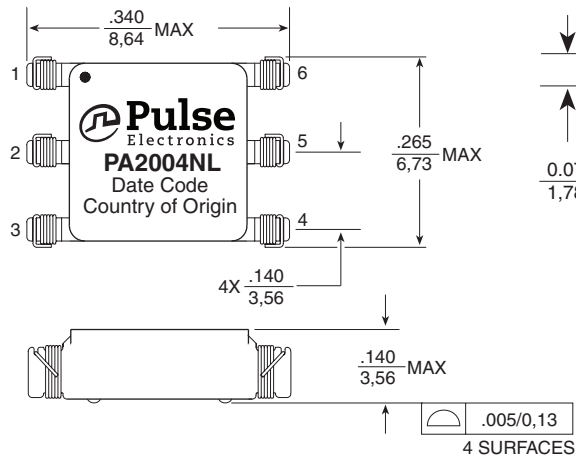 .340
8,64 MAX
1
6
Pulse
Electronics
2
5
PA2004NL
Date Code
Country of Origin
3
4
.265
6,73 MAX
4X .140
3,56
.140
3,56 MAX
.005/0,13
4 SURFACES